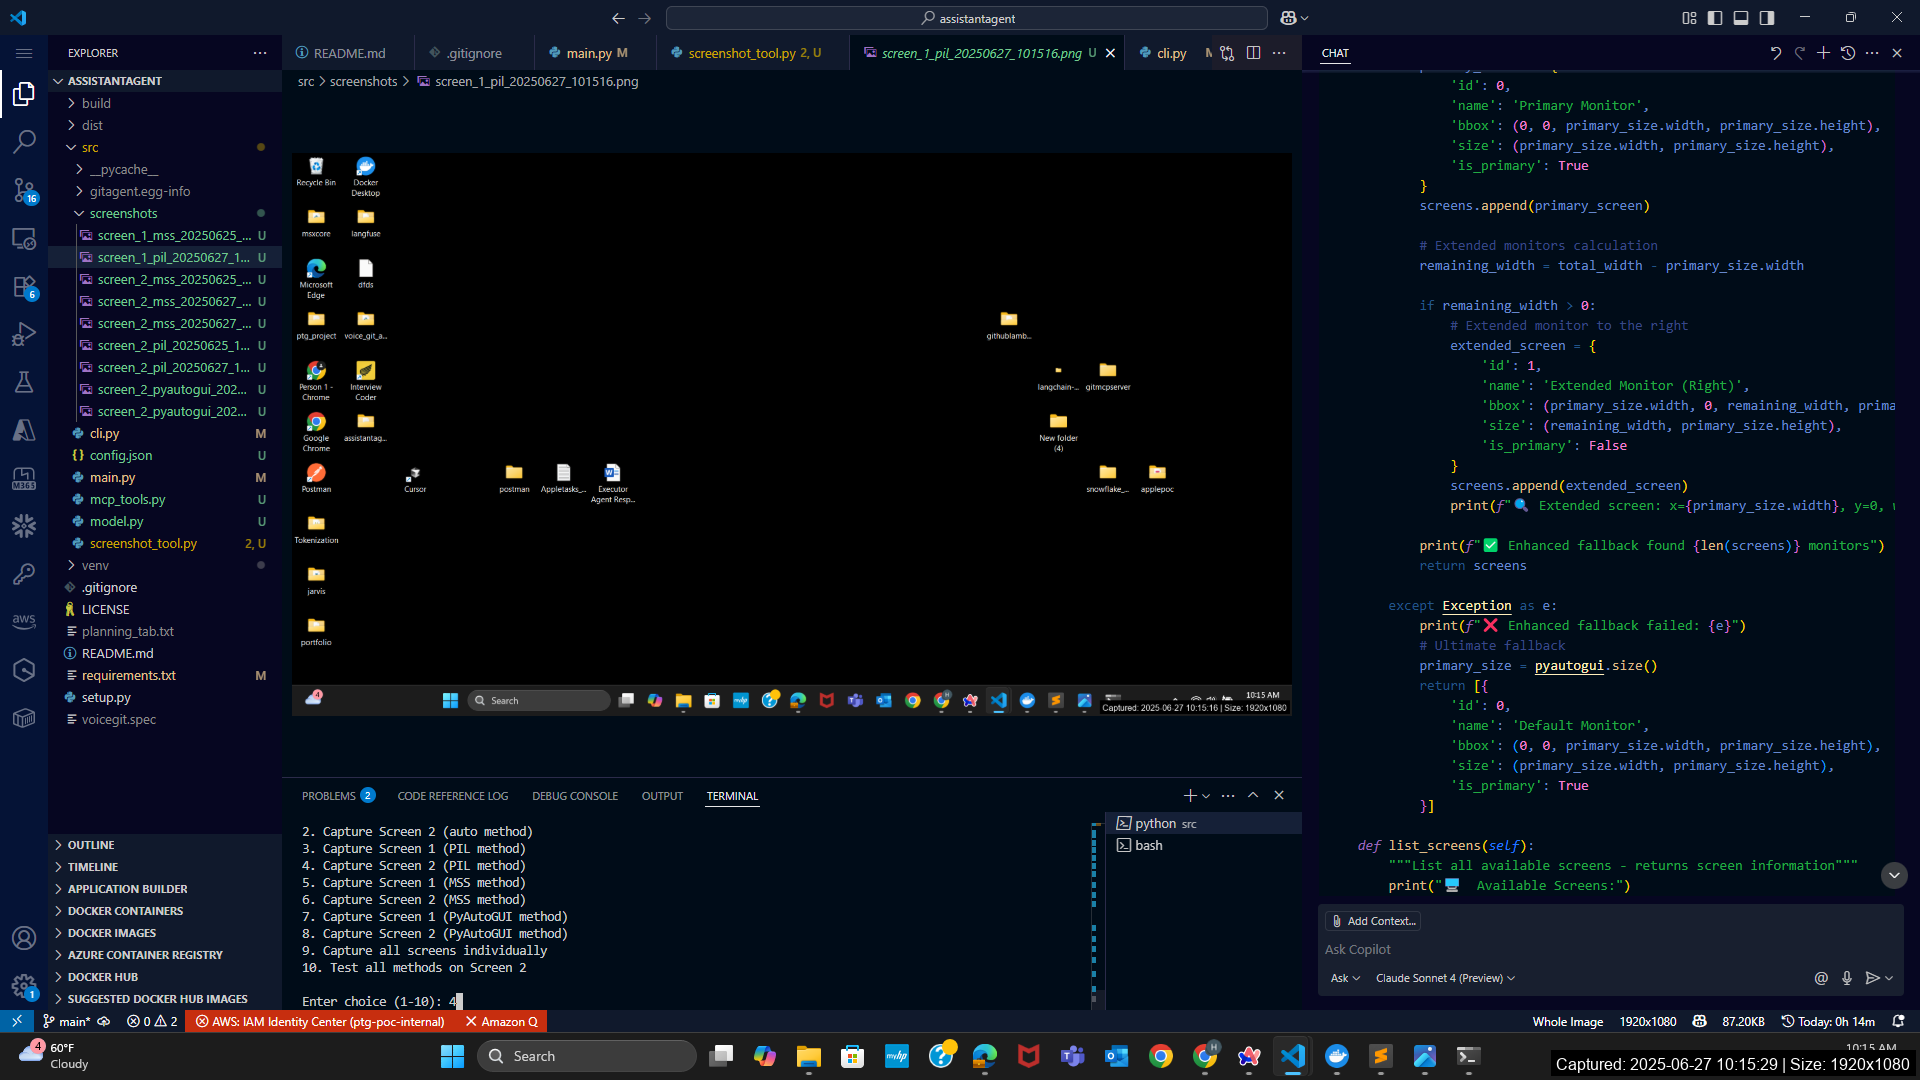 assistantagent
EXPLORER
ASSISTANTAGENT
build
dist
src
__pycache__
gitagent.egg-info
screenshots
screen_1_mss_20250625_... U
screen_1_pil_20250627_1... U
screen_2_mss_20250625_... U
screen_2_mss_20250627_... U
screen_2_mss_20250627_... U
screen_2_pil_20250625_1... U
screen_2_pil_20250627_1... U
screen_2_pyautogui_202... U
screen_2_pyautogui_202... U
cli.py M
config.json U
main.py M
mcp_tools.py U
model.py U
screenshot_tool.py 2, U
venv
.gitignore
LICENSE
planning_tab.txt
README.md
requirements.txt M
setup.py
voicegit.spec
OUTLINE
TIMELINE
APPLICATION BUILDER
DOCKER CONTAINERS
DOCKER IMAGES
AZURE CONTAINER REGISTRY
DOCKER HUB
SUGGESTED DOCKER HUB IMAGES
16
6
M365
aws
1
README.md
.gitignore
main.py M
screenshot_tool.py 2, U
screen_1_pil_20250627_101516.png U
cli.py
src > screenshots > screen_1_pil_20250627_101516.png
Recycle Bin
Docker Desktop
msxcore
langfuse
Microsoft Edge
dfds
ptg_project
voice_git_a...
githublamb...
Person 1 - Chrome
Interview Coder
langchain-...
gitmcpserver
Google Chrome
assistantag...
New folder (4)
Postman
Cursor
postman
Appletasks_...
Executor Agent Resp...
snowflake_...
applepoc
Tokenization
jarvis
portfolio
4
Search
10:15 AM
Captured: 2025-06-27 10:15:16 | Size: 1920x1080
PROBLEMS 2
CODE REFERENCE LOG
DEBUG CONSOLE
OUTPUT
TERMINAL
2. Capture Screen 2 (auto method)
3. Capture Screen 1 (PIL method)
4. Capture Screen 2 (PIL method)
5. Capture Screen 1 (MSS method)
6. Capture Screen 2 (MSS method)
7. Capture Screen 1 (PyAutoGUI method)
8. Capture Screen 2 (PyAutoGUI method)
9. Capture all screens individually
10. Test all methods on Screen 2
Enter choice (1-10): 4
python src
bash
CHAT
'id': 0,
'name': 'Primary Monitor',
'bbox': (0, 0, primary_size.width, primary_size.height),
'size': (primary_size.width, primary_size.height),
'is_primary': True
}
screens.append(primary_screen)
# Extended monitors calculation
remaining_width = total_width - primary_size.width
if remaining_width > 0:
# Extended monitor to the right
extended_screen = {
'id': 1,
'name': 'Extended Monitor (Right)',
'bbox': (primary_size.width, 0, remaining_width, prima
'size': (remaining_width, primary_size.height),
'is_primary': False
}
screens.append(extended_screen)
print(f"🔍 Extended screen: x={primary_size.width}, y=0, w
print(f"✅ Enhanced fallback found {len(screens)} monitors")
return screens
except Exception as e:
print(f"❌ Enhanced fallback failed: {e}")
# Ultimate fallback
primary_size = pyautogui.size()
return [{
'id': 0,
'name': 'Default Monitor',
'bbox': (0, 0, primary_size.width, primary_size.height),
'size': (primary_size.width, primary_size.height),
'is_primary': True
}]
def list_screens(self):
"""List all available screens - returns screen information"""
print("🖥️ Available Screens:")
Add Context...
Ask Copilot
Ask
Claude Sonnet 4 (Preview)
main*
0 2
AWS: IAM Identity Center (ptg-poc-internal)
Amazon Q
Whole Image
1920x1080
87.20KB
Today: 0h 14m
4
60°F
Cloudy
Search
10:15 AM
Captured: 2025-06-27 10:15:29 | Size: 1920x1080